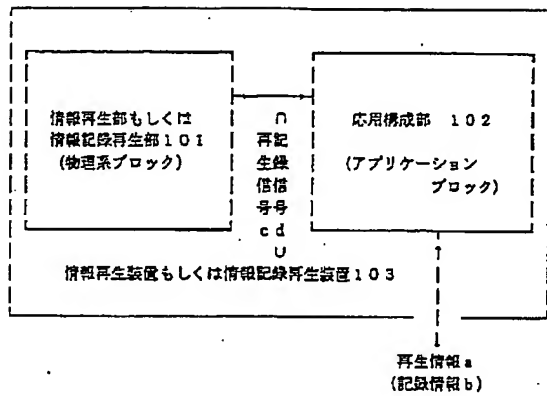 情報再生部もしくは
情報記録再生部101
(物理系ブロック)
再生信号c
(記録信号d)
応用構成部 102
(アプリケーション
ブロック)
情報再生装置もしくは情報記録再生装置103
再生情報a
(記録情報b)